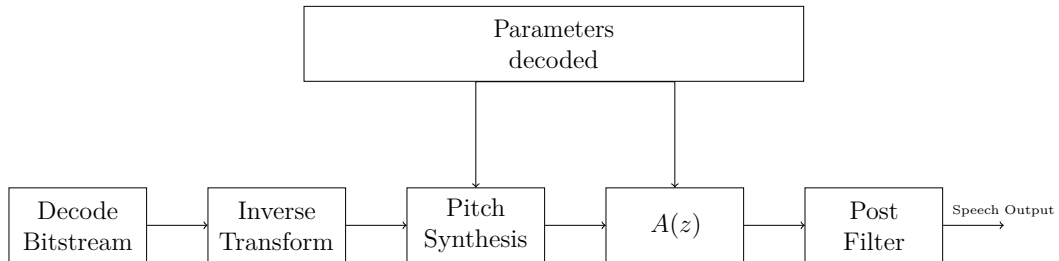 Parameters
decoded
Decode
Bitstream
Inverse
Transform
Pitch
Synthesis
A(z)
Post
Filter
Speech Output